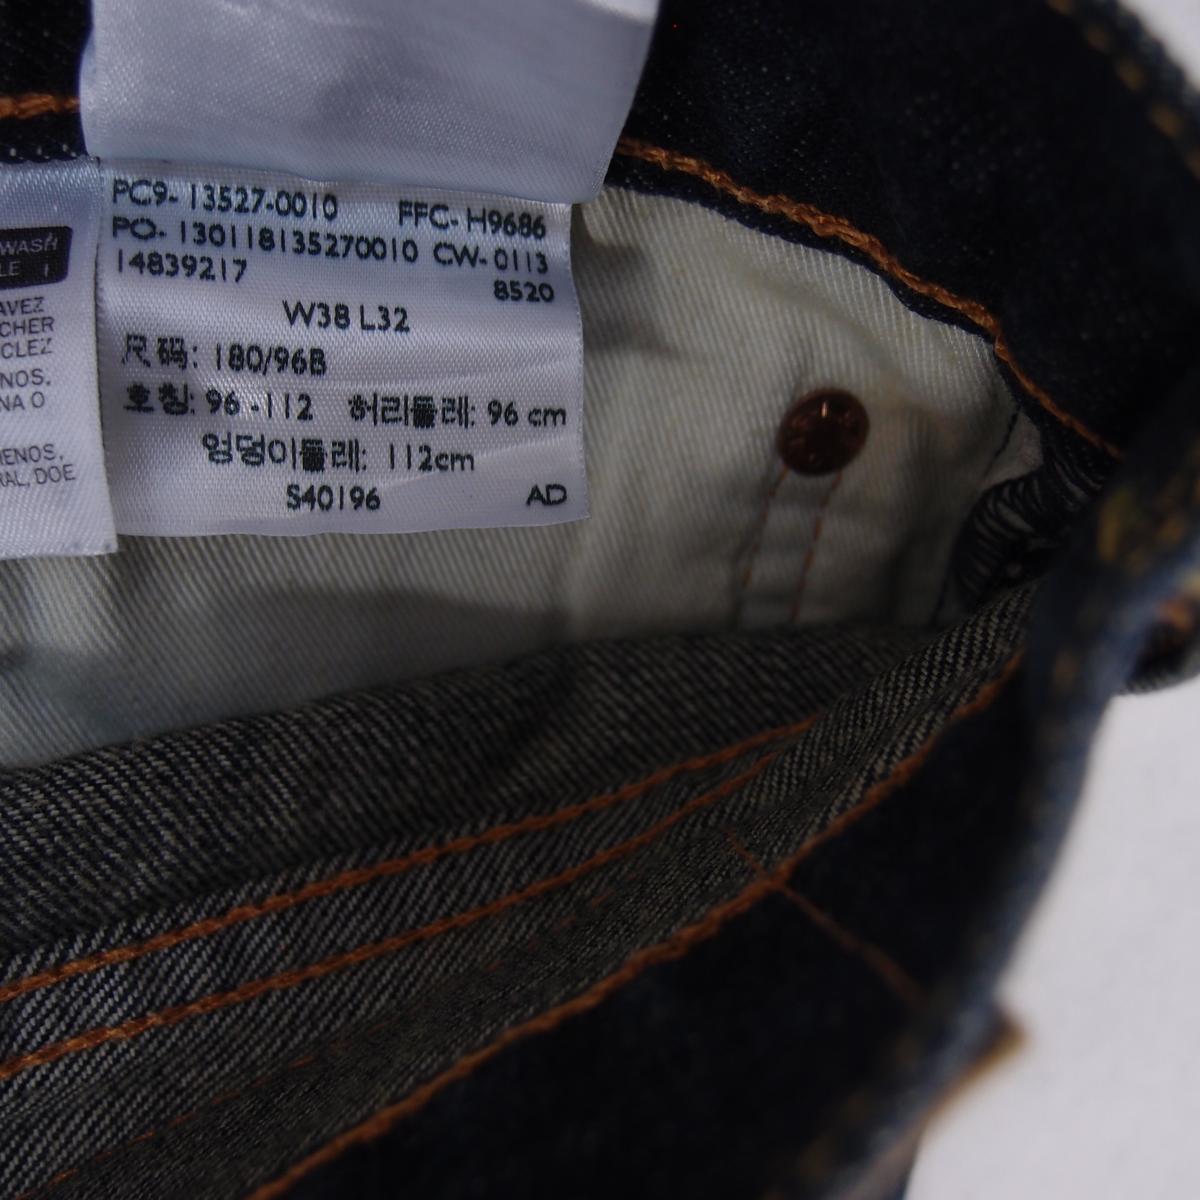 WASH
LE
AVEZ
CHER
CLEZ
NOS.
NA O
MENOS,
RAL, DOE
PC9-13527-0010 FFC-H9686
PO-130118135270010 CW-0113
14839217 8520
W38 L32
尺码: 180/96B
호칭: 96-112 허리둘레: 96 cm
엉덩이둘레: 112cm
S40196 AD